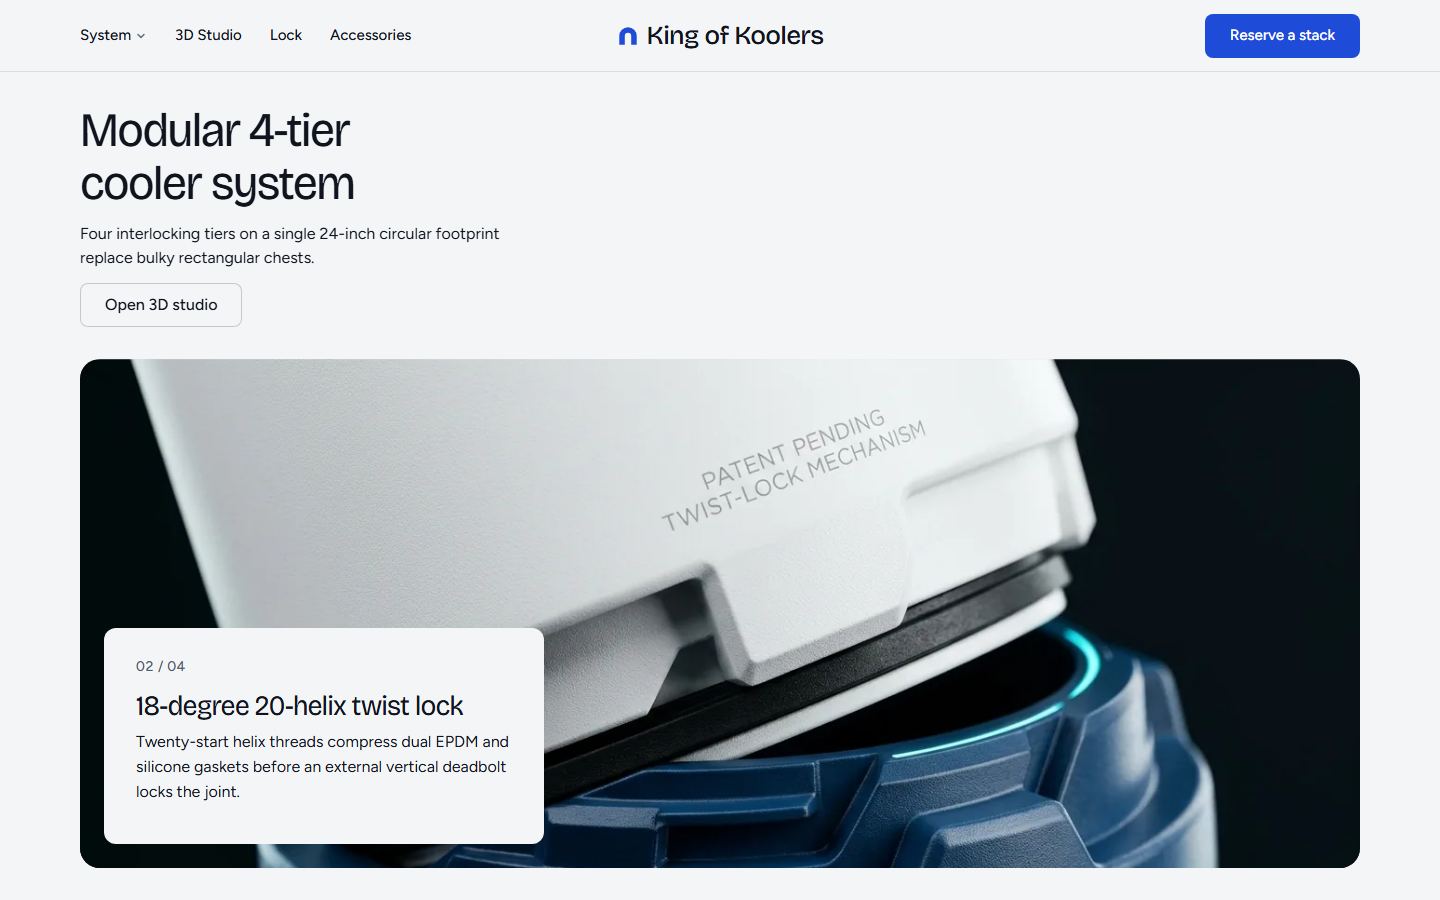 System
3D Studio
Lock
Accessories
King of Koolers
Reserve a stack
Modular 4-tier
cooler system
Four interlocking tiers on a single 24-inch circular footprint
replace bulky rectangular chests.
Open 3D studio
PATENT PENDING
TWIST-LOCK MECHANISM
02 / 04
18-degree 20-helix twist lock
Twenty-start helix threads compress dual EPDM and
silicone gaskets before an external vertical deadbolt
locks the joint.